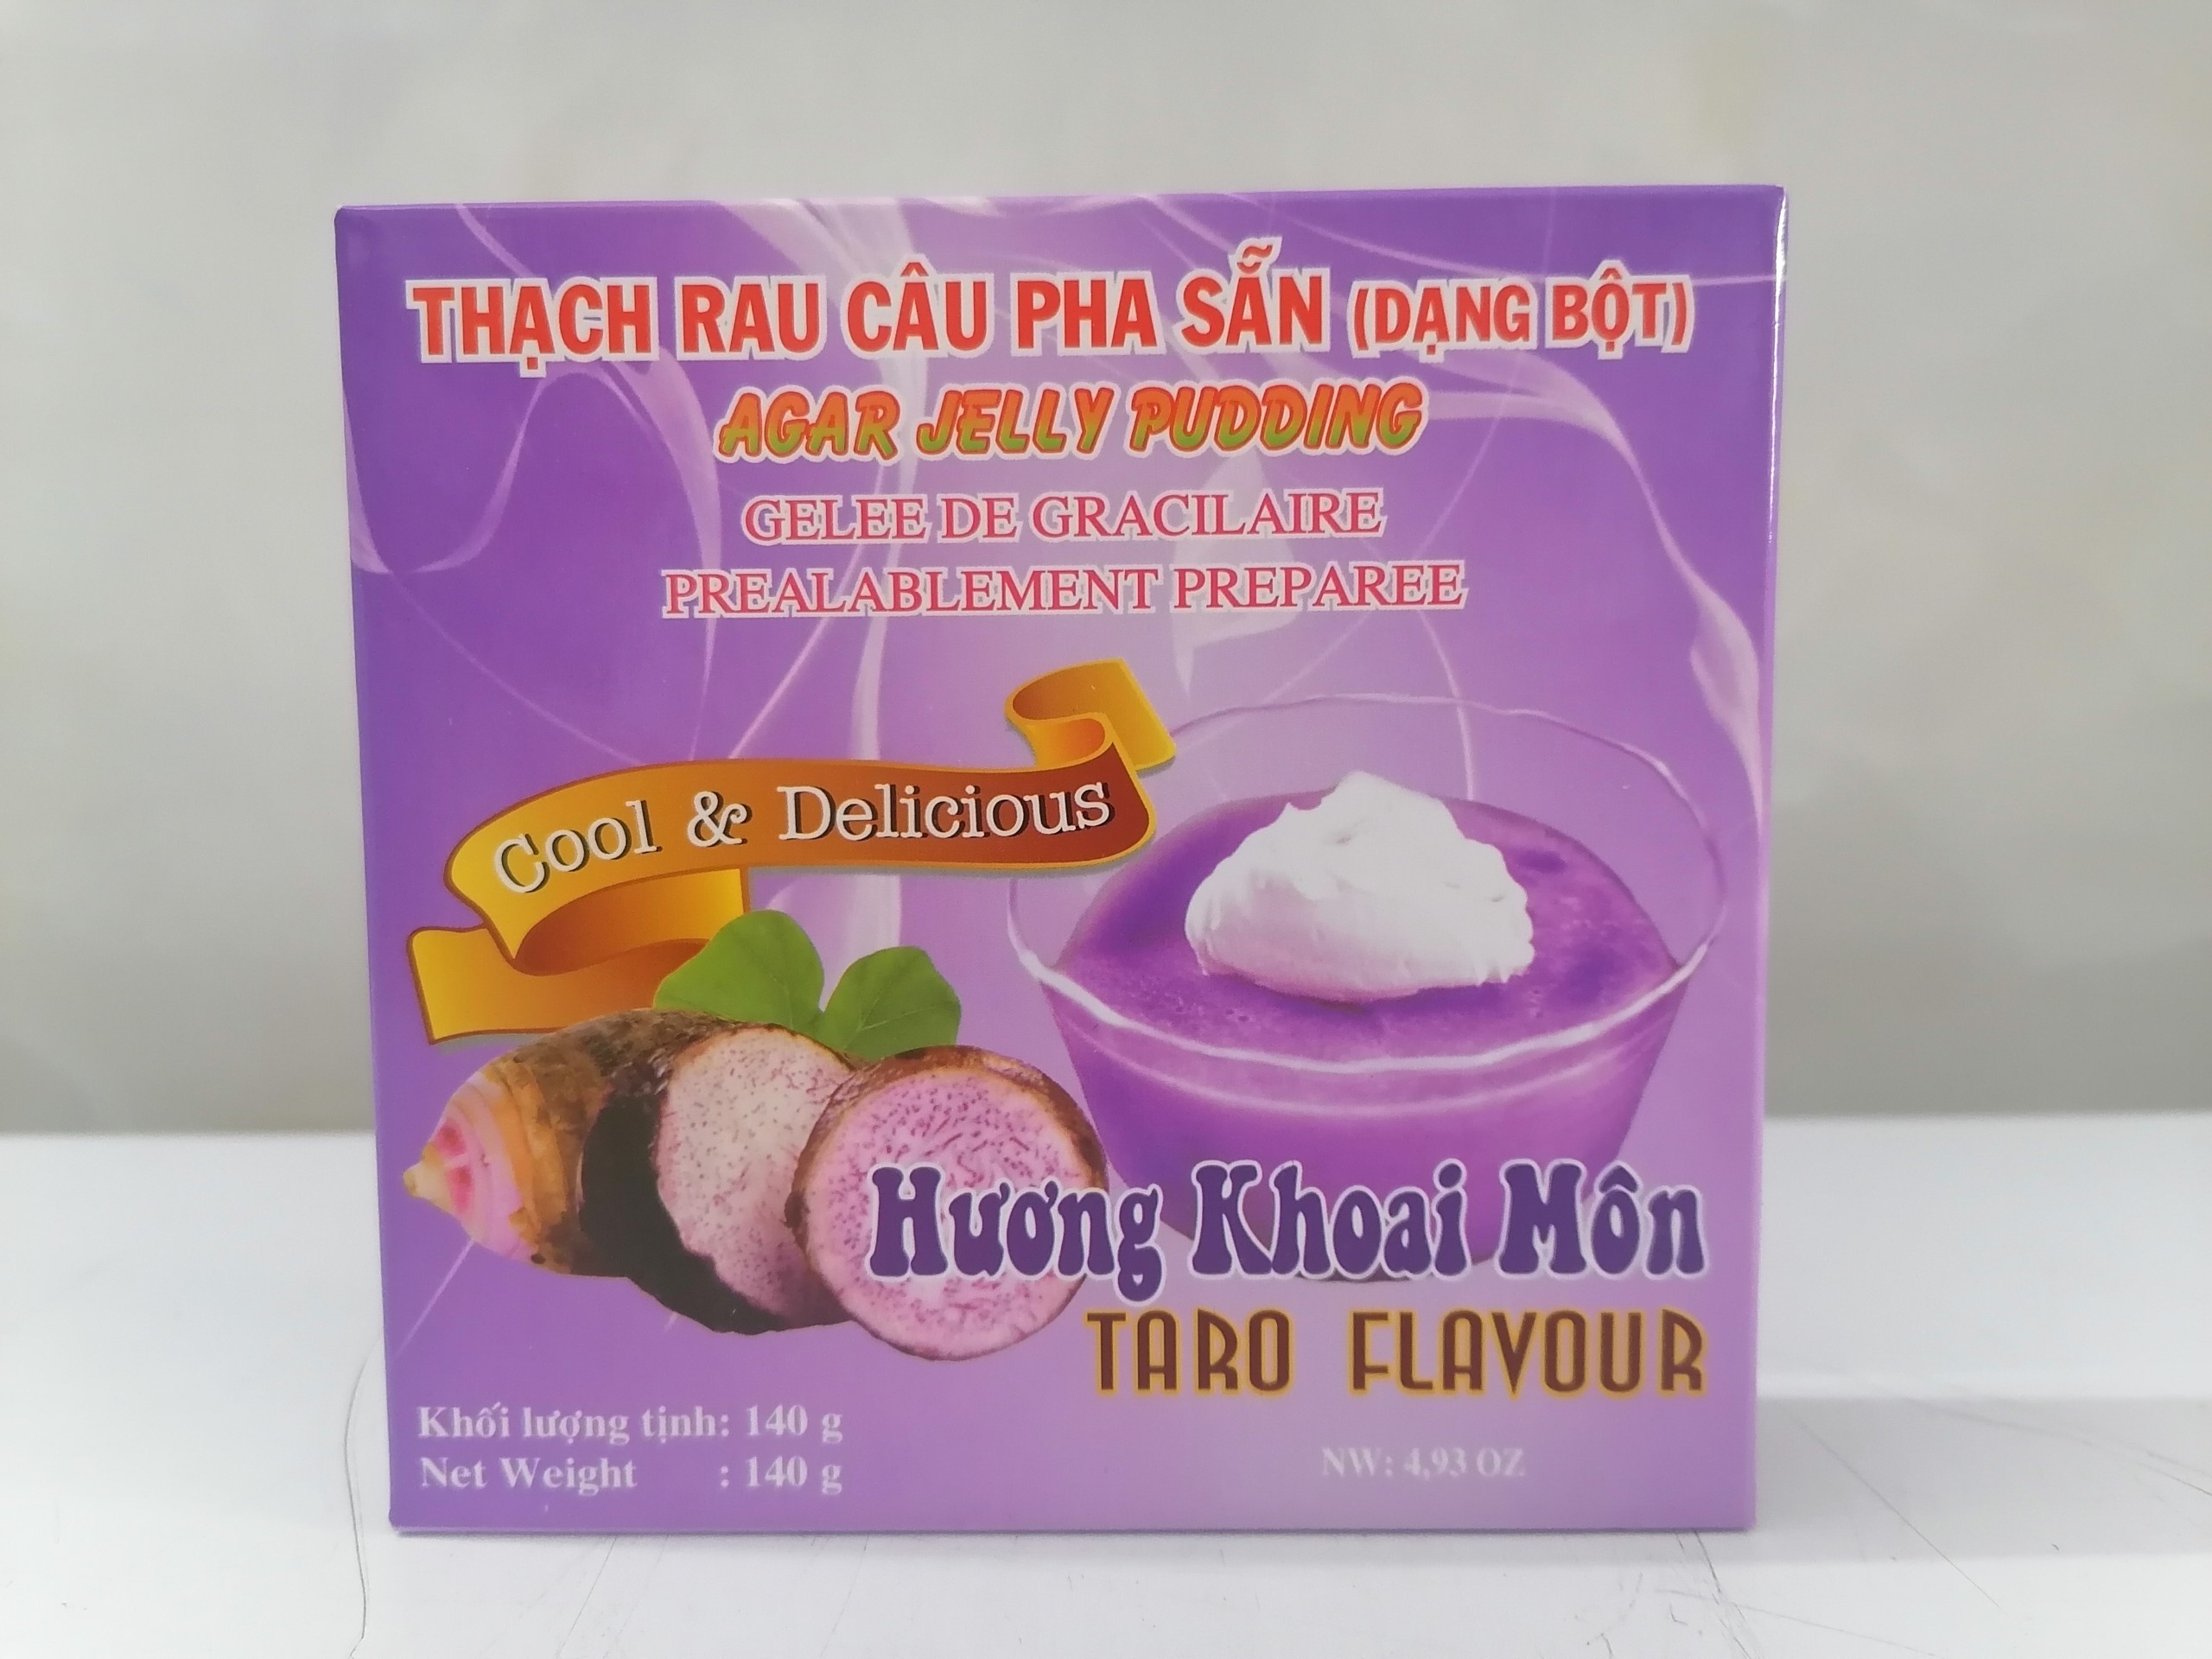 THẠCH RAU CÂU PHA SẴN (DẠNG BỘT)
AGAR JELLY PUDDING
GELEE DE GRACILAIRE
PREALABLEMENT PREPAREE
Cool & Delicious
Hương Khoai Môn
TARO FLAVOUR
Khối lượng tịnh: 140 g
Net Weight : 140 g
NW: 4,93 OZ